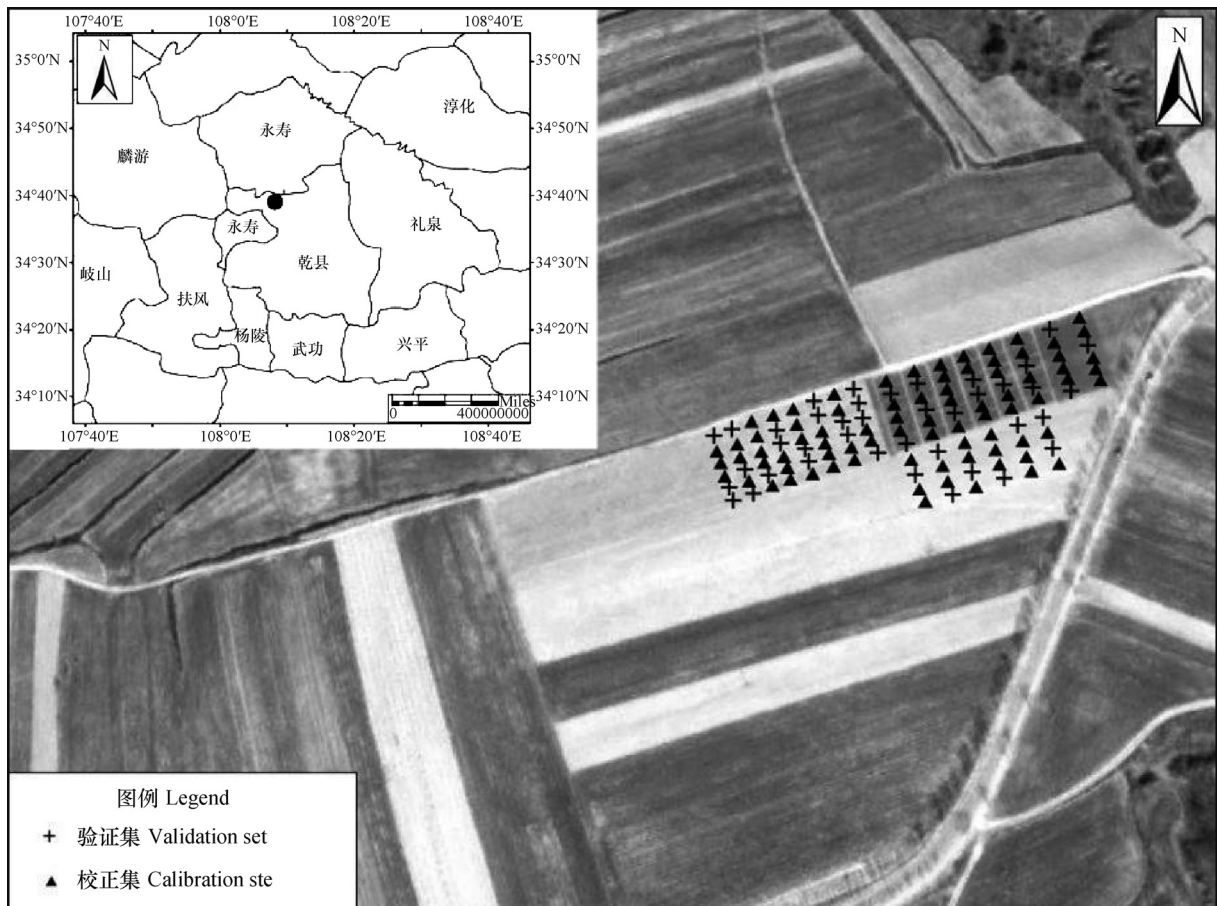 107°40′E
108°0′E
108°20′E
108°40′E
N
N
35°0′N
35°0′N
淳化
34°50′N
永寿
34°50′N
麟游
34°40′N
34°40′N
永寿
礼泉
34°30′N
岐山
乾县
34°30′N
扶风
34°20′N
杨陵
武功
兴平
34°20′N
34°10′N
Miles
34°10′N
0
400000000
107°40′E
108°0′E
108°20′E
108°40′E
图例 Legend
验证集 Validation set
校正集 Calibration ste